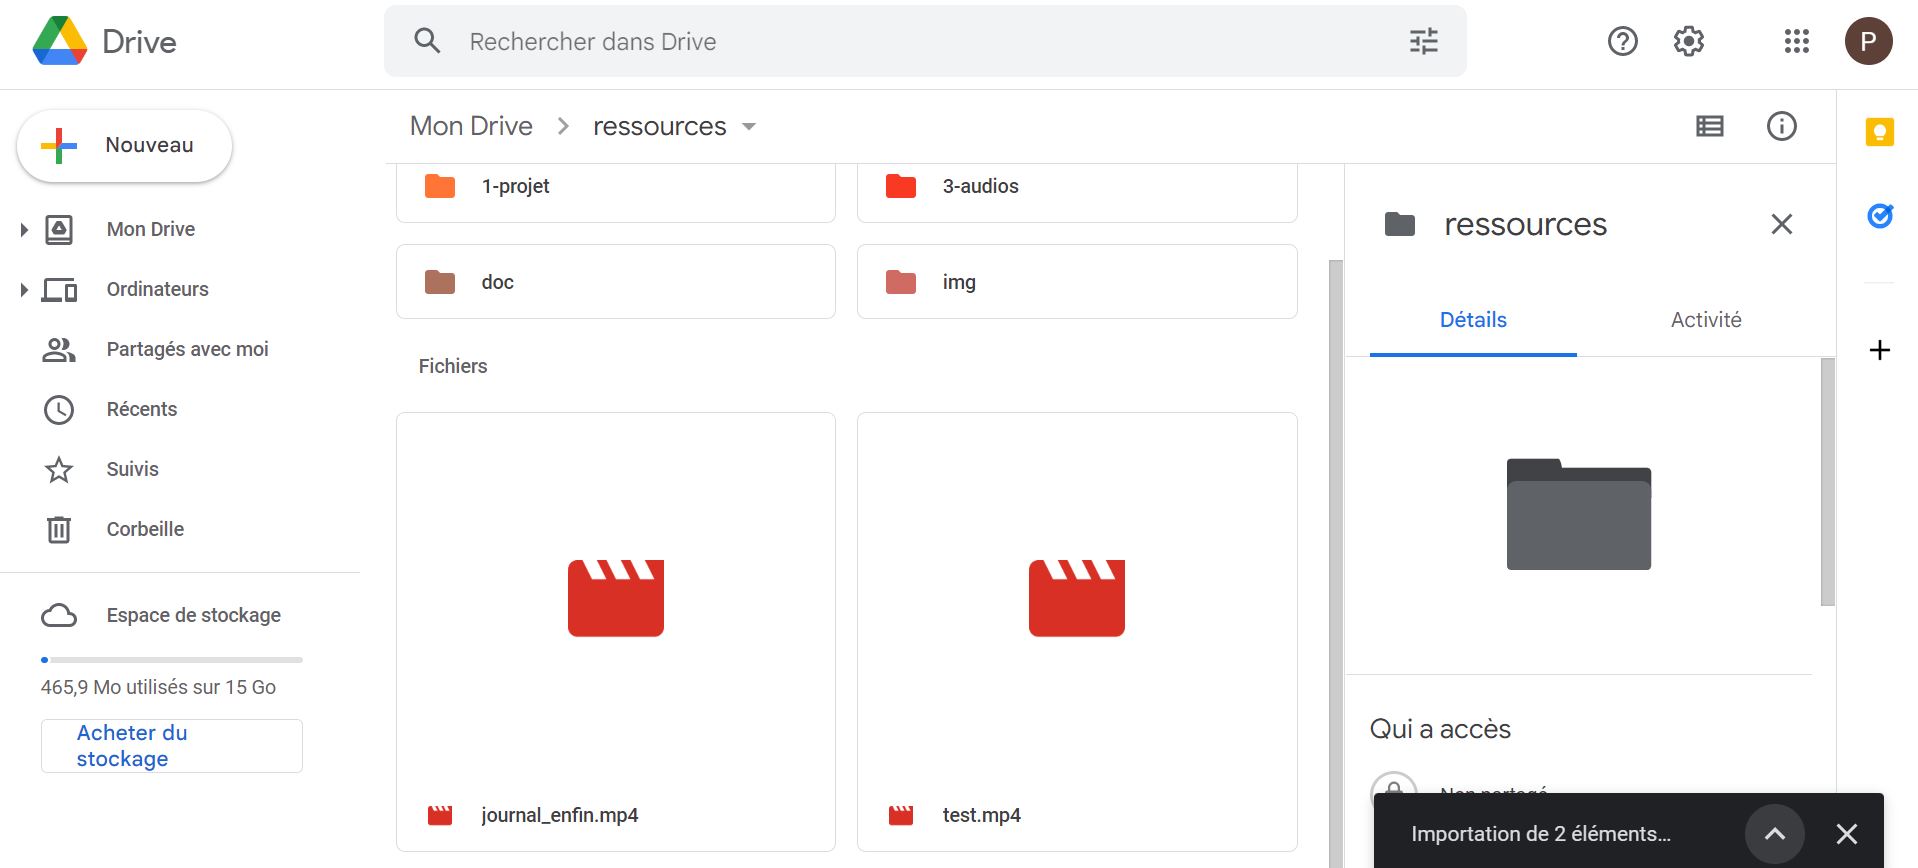 Drive
Rechercher dans Drive
P
Nouveau
Mon Drive
Ordinateurs
Partagés avec moi
Récents
Suivis
Corbeille
Espace de stockage
465,9 Mo utilisés sur 15 Go
Acheter du
stockage
Mon Drive ressources
1-projet
3-audios
doc
img
Fichiers
journal_enfin.mp4
test.mp4
ressources
Détails
Activité
Qui a accès
Non partagé
Importation de 2 éléments...